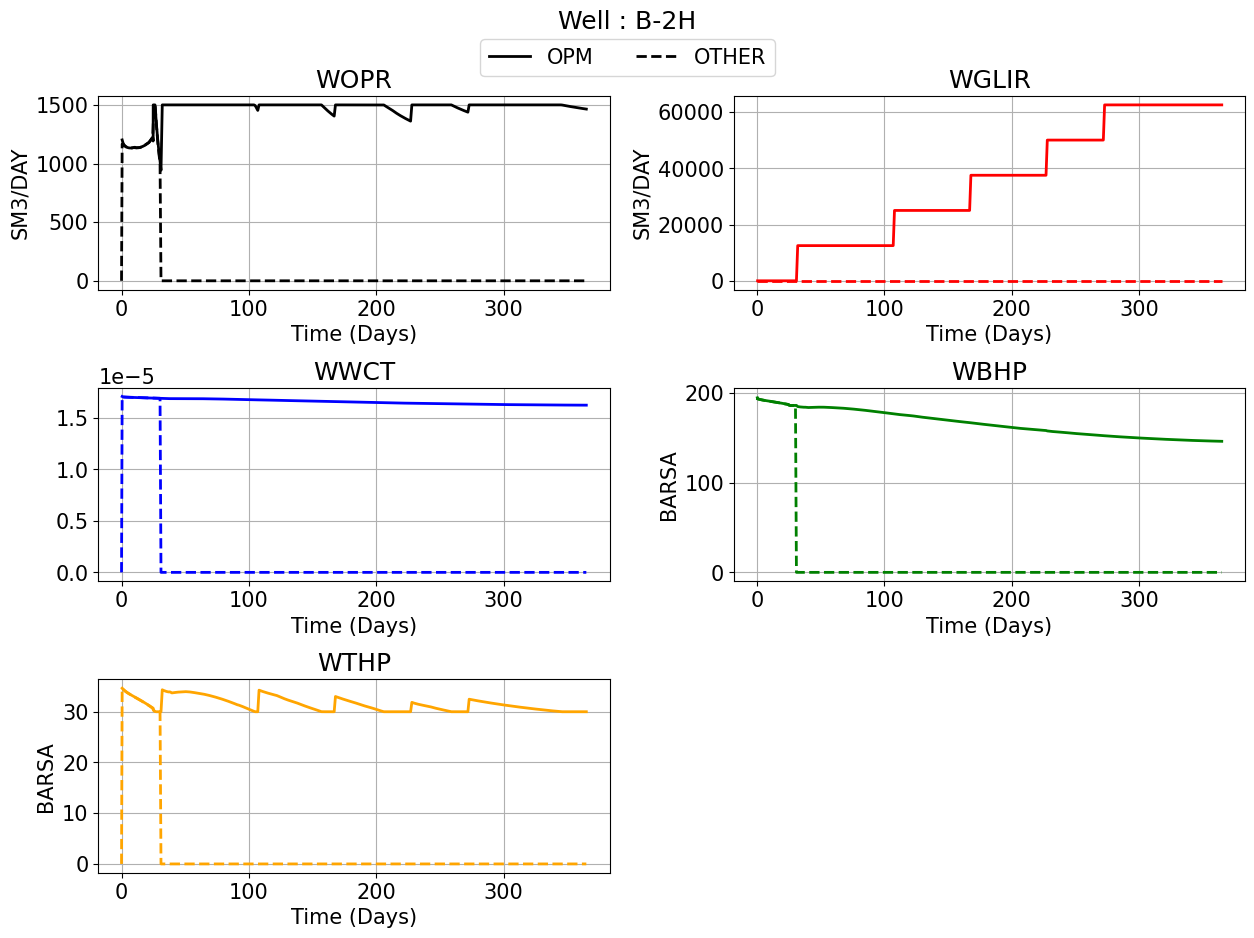 Well : B-2H
OPM OTHER
WOPR
SM3/DAY
1500
1000
500
0
0 100 200 300
Time (Days)
WGLIR
SM3/DAY
60000
40000
20000
0
0 100 200 300
Time (Days)
WWCT
1e−5
1.5
1.0
0.5
0.0
0 100 200 300
Time (Days)
WBHP
BARSA
200
100
0
0 100 200 300
Time (Days)
WTHP
BARSA
30
20
10
0
0 100 200 300
Time (Days)